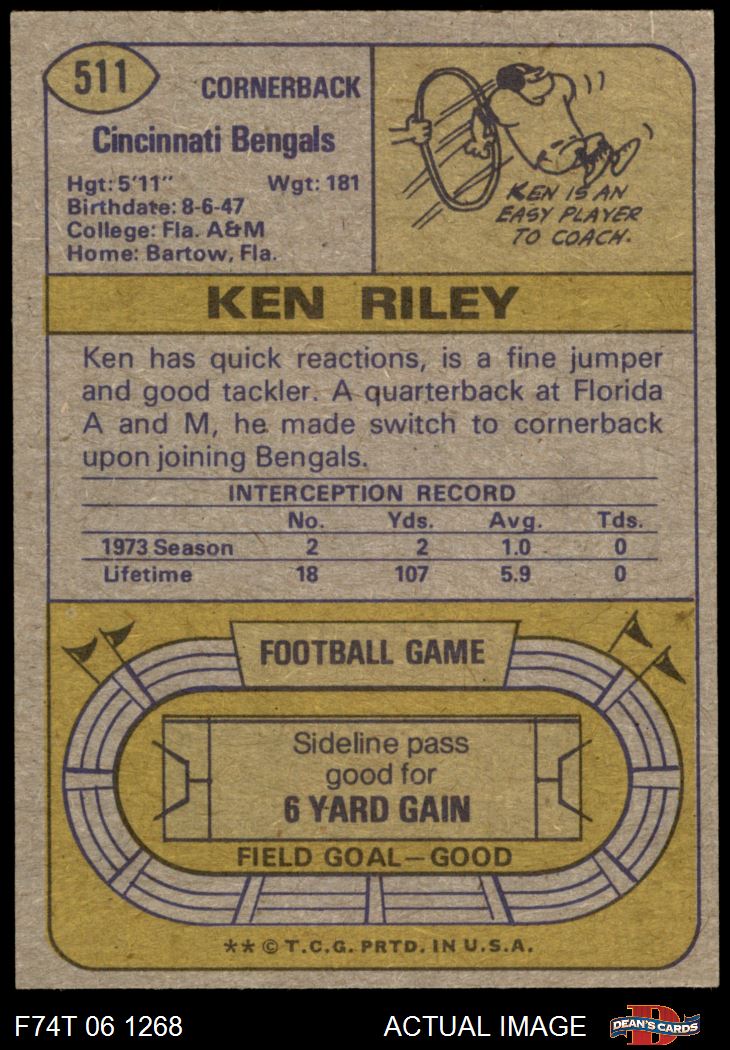 511
CORNERBACK
Cincinnati Bengals
Hgt: 5'11" Wgt: 181
Birthdate: 8-6-47
College: Fla. A&M
Home: Bartow, Fla.
KEN IS AN
EASY PLAYER
TO COACH.
KEN RILEY
Ken has quick reactions, is a fine jumper
and good tackler. A quarterback at Florida
A and M, he made switch to cornerback
upon joining Bengals.
INTERCEPTION RECORD
No. Yds. Avg. Tds.
1973 Season 2 2 1.0 0
Lifetime 18 107 5.9 0
FOOTBALL GAME
Sideline pass
good for
6 YARD GAIN
FIELD GOAL—GOOD
** © T.C.G. PRTD. IN U.S.A.
F74T 06 1268 ACTUAL IMAGE D DEAN'S CARDS